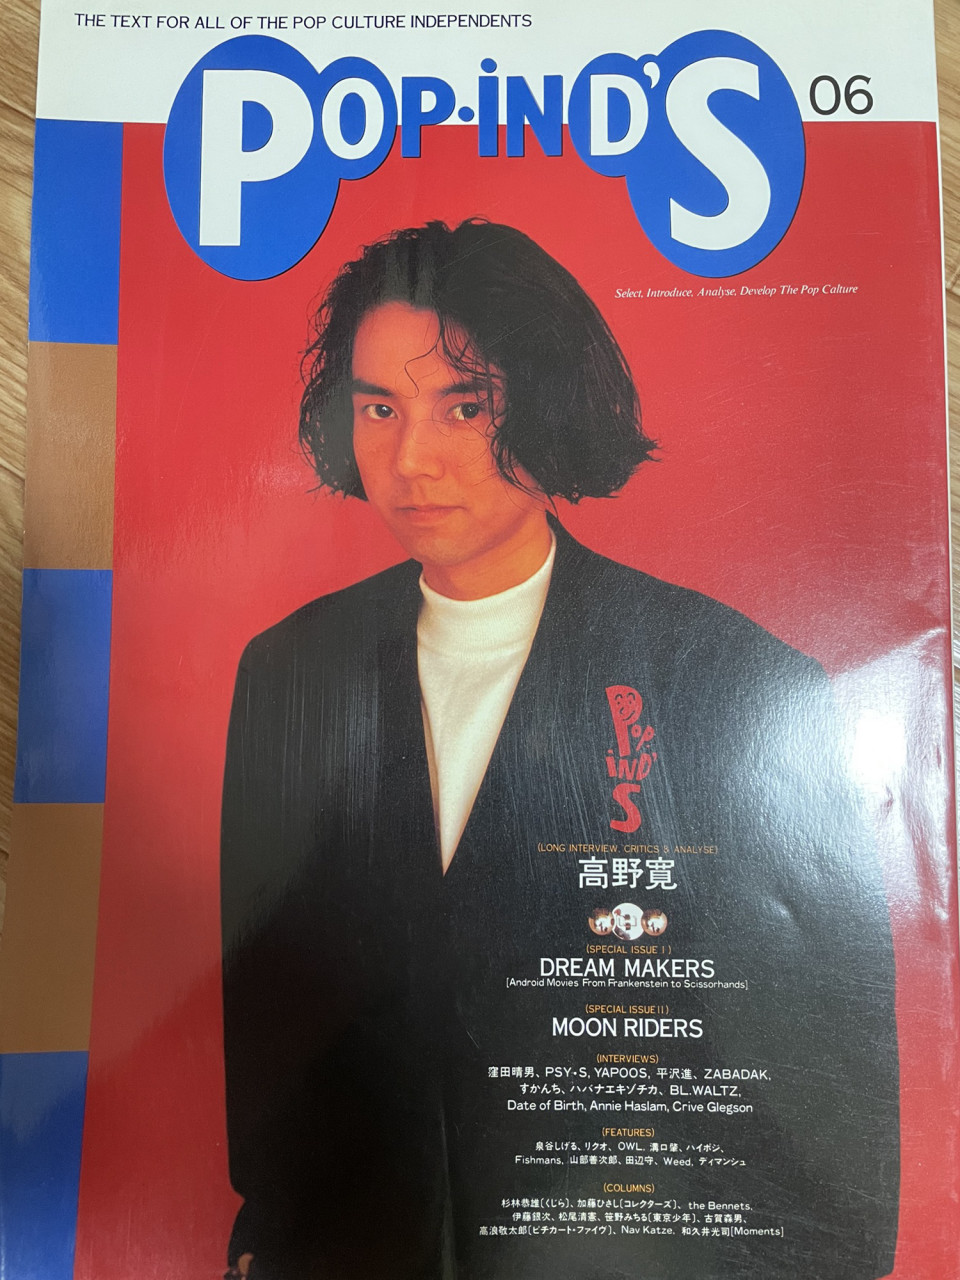 THE TEXT FOR ALL OF THE POP CULTURE INDEPENDENTS
POP·iND'S
06
Select, Introduce, Analyse, Develop The Pop Calture
POP
iND'
S
(LONG INTERVIEW, CRITICS & ANALYSE)
高野寛
(SPECIAL ISSUE I)
DREAM MAKERS
[Android Movies From Frankenstein to Scissorhands]
(SPECIAL ISSUE II)
MOON RIDERS
(INTERVIEWS)
窪田晴男、PSY・S, YAPOOS, 平沢進、ZABADAK,
すかんち、ハバナエキゾチカ、BL.WALTZ,
Date of Birth, Annie Haslam, Crive Glegson
(FEATURES)
泉谷しげる、リクオ、OWL, 溝口肇、ハイポジ、
Fishmans, 山部善次郎、田辺守、Weed, ディマンシュ
(COLUMNS)
杉林恭雄[くじら]、加藤ひさし[コレクターズ]、the Bennets,
伊藤銀次、松尾清憲、笹野みちる[東京少年]、古賀森男、
高浪敬太郎[ピチカート・ファイヴ]、Nav Katze, 和久井光司[Moments]